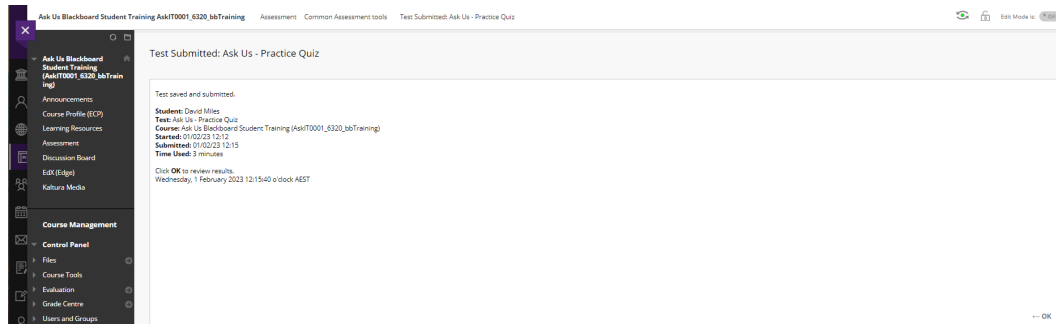 Ask Us Blackboard Student Training AskIT0001_6320_bbTraining Assessment Common Assessment tools Test Submitted: Ask Us - Practice Quiz
Edit Mode is:
Ask Us Blackboard
Student Training
(AskIT0001_6320_bbTrain
ing)
Announcements
Course Profile (ECP)
Learning Resources
Assessment
Discussion Board
EdX (Edge)
Kaltura Media
Course Management
Control Panel
Files
Course Tools
Evaluation
Grade Centre
Users and Groups
Test Submitted: Ask Us - Practice Quiz
Test saved and submitted.
Student: David Miles
Test: Ask Us - Practice Quiz
Course: Ask Us Blackboard Student Training (AskIT0001_6320_bbTraining)
Started: 01/02/23 12:12
Submitted: 01/02/23 12:15
Time Used: 3 minutes
Click OK to review results.
Wednesday, 1 February 2023 12:15:40 o'clock AEST
← OK